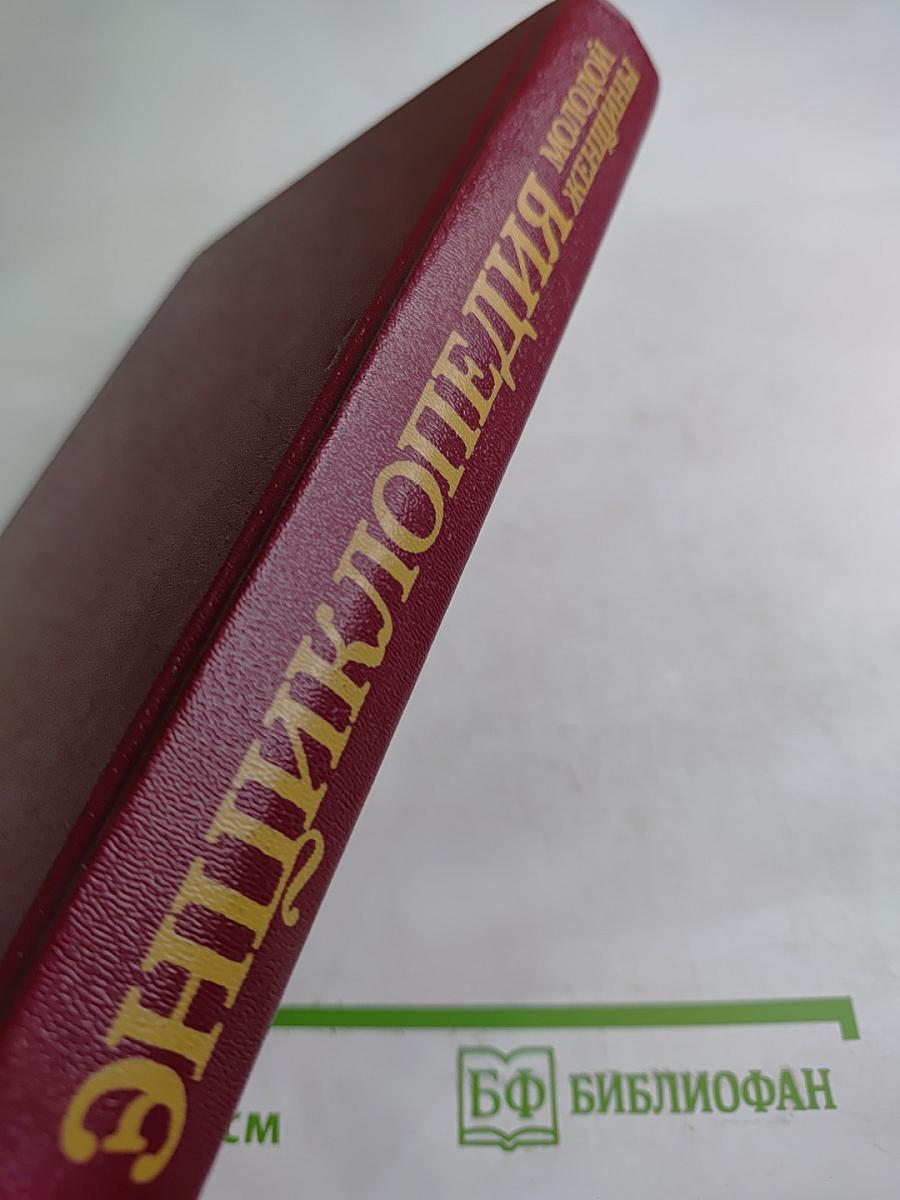 ЭНЦИКЛОПЕДИЯ
МОЛОДОЙ
ЖЕНЩИНЫ
см
БФ БИБЛИОФАН